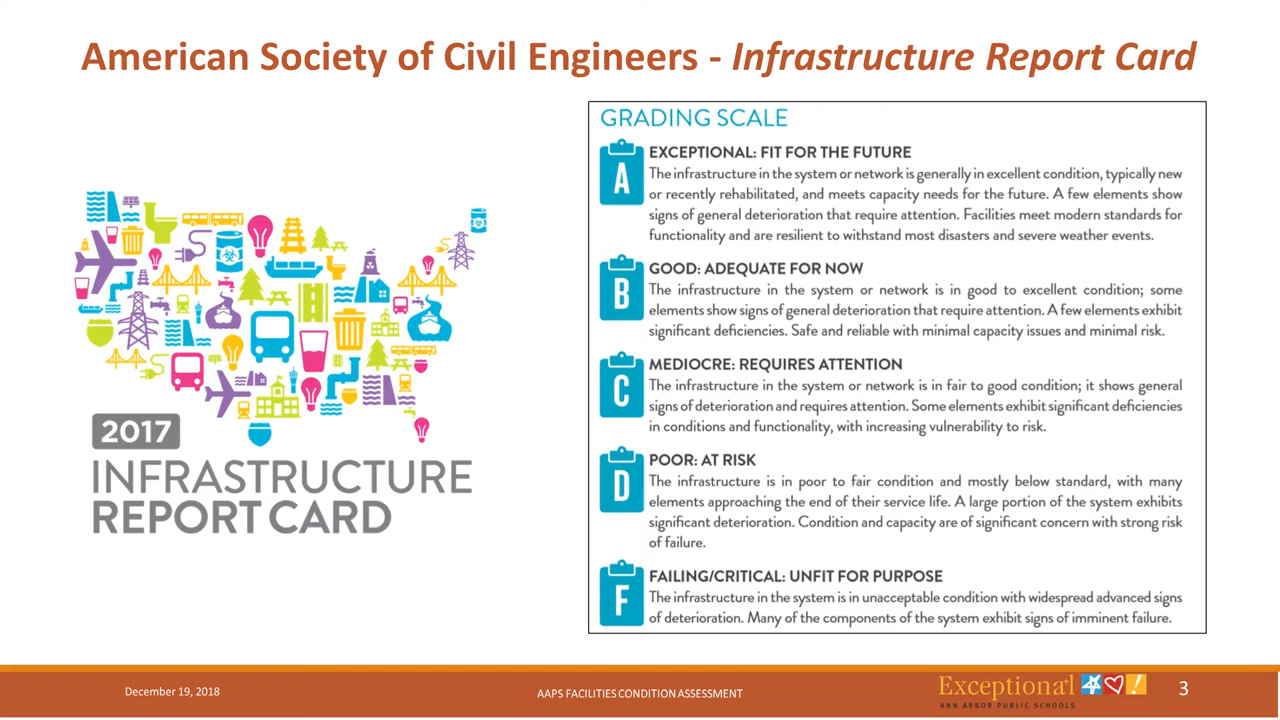 American Society of Civil Engineers - Infrastructure Report Card
2017
INFRASTRUCTURE
REPORT CARD
GRADING SCALE
A
EXCEPTIONAL: FIT FOR THE FUTURE
The infrastructure in the system or network is generally in excellent condition, typically new
or recently rehabilitated, and meets capacity needs for the future. A few elements show
signs of general deterioration that require attention. Facilities meet modern standards for
functionality and are resilient to withstand most disasters and severe weather events.
B
GOOD: ADEQUATE FOR NOW
The infrastructure in the system or network is in good to excellent condition; some
elements show signs of general deterioration that require attention. A few elements exhibit
significant deficiencies. Safe and reliable with minimal capacity issues and minimal risk.
C
MEDIOCRE: REQUIRES ATTENTION
The infrastructure in the system or network is in fair to good condition; it shows general
signs of deterioration and requires attention. Some elements exhibit significant deficiencies
in conditions and functionality, with increasing vulnerability to risk.
D
POOR: AT RISK
The infrastructure is in poor to fair condition and mostly below standard, with many
elements approaching the end of their service life. A large portion of the system exhibits
significant deterioration. Condition and capacity are of significant concern with strong risk
of failure.
F
FAILING/CRITICAL: UNFIT FOR PURPOSE
The infrastructure in the system is in unacceptable condition with widespread advanced signs
of deterioration. Many of the components of the system exhibit signs of imminent failure.
December 19, 2018
AAPS FACILITIES CONDITION ASSESSMENT
Exceptional
ANN ARBOR PUBLIC SCHOOLS
3